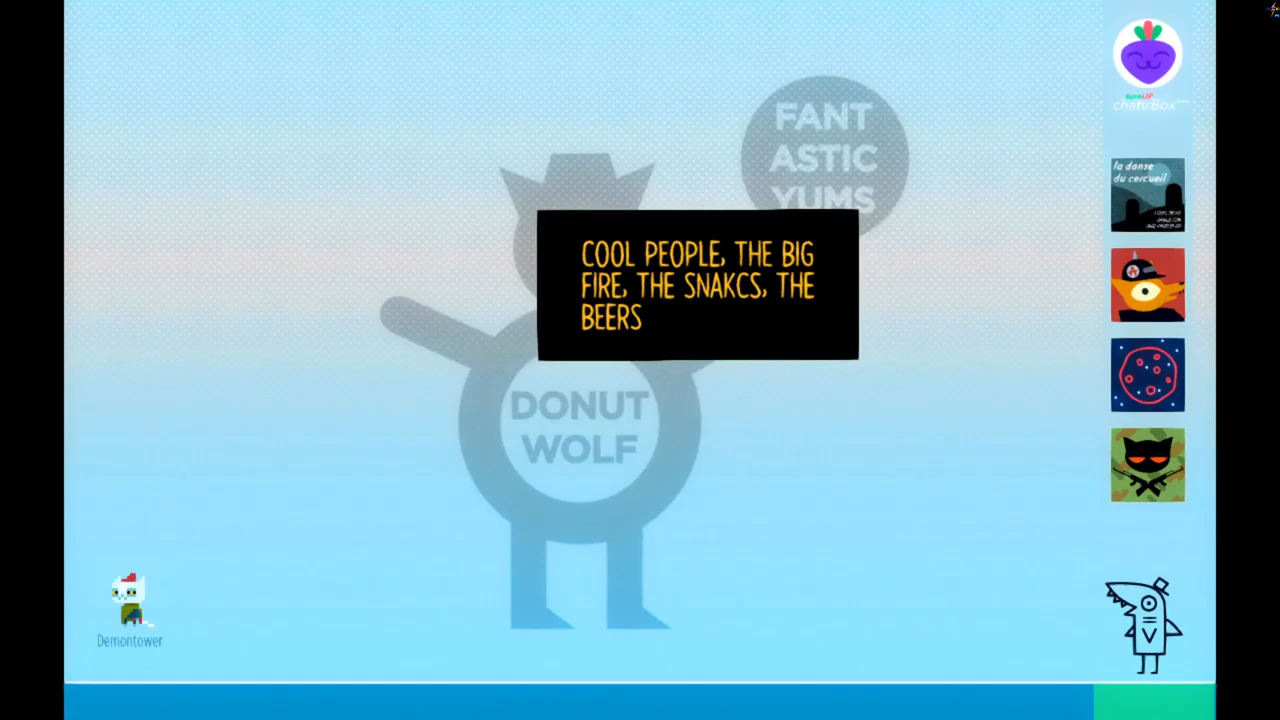 FANT
ASTIC
YUMS
COOL PEOPLE, THE BIG
FIRE, THE SNAKCS, THE
BEERS
DONUT
WOLF
Demontower
chattrBox
la danse
du cercueil